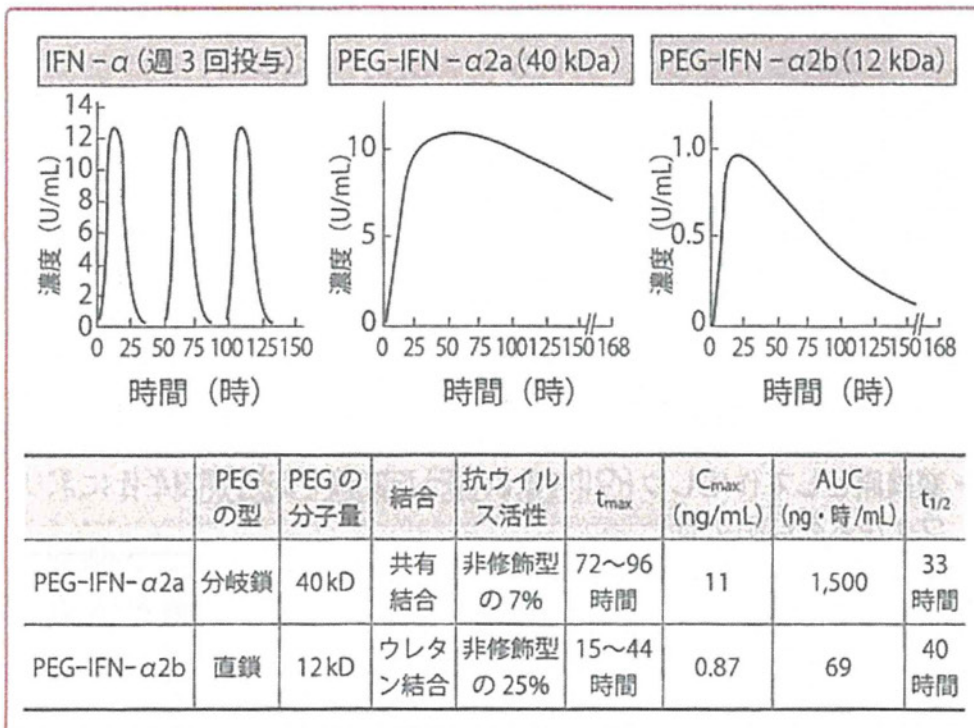 IFN-α(週3回投与)
濃度 (U/mL)
14
12
10
8
6
4
2
0
0 25 50 75 100 125 150
時間 (時)
PEG-IFN-α2a(40 kDa)
濃度 (U/mL)
10
5
0
0 25 50 75 100 150 168
時間 (時)
PEG-IFN-α2b(12 kDa)
濃度 (U/mL)
1.0
0.5
0
0 25 50 75 100 150 168
時間 (時)
PEGの型 PEGの分子量 結合 抗ウイルス活性 tmax Cmax (ng/mL) AUC (ng・時/mL) t1/2
PEG-IFN-α2a 分岐鎖 40kD 共有結合 非修飾型の7% 72〜96時間 11 1,500 33時間
PEG-IFN-α2b 直鎖 12kD ウレタン結合 非修飾型の25% 15〜44時間 0.87 69 40時間